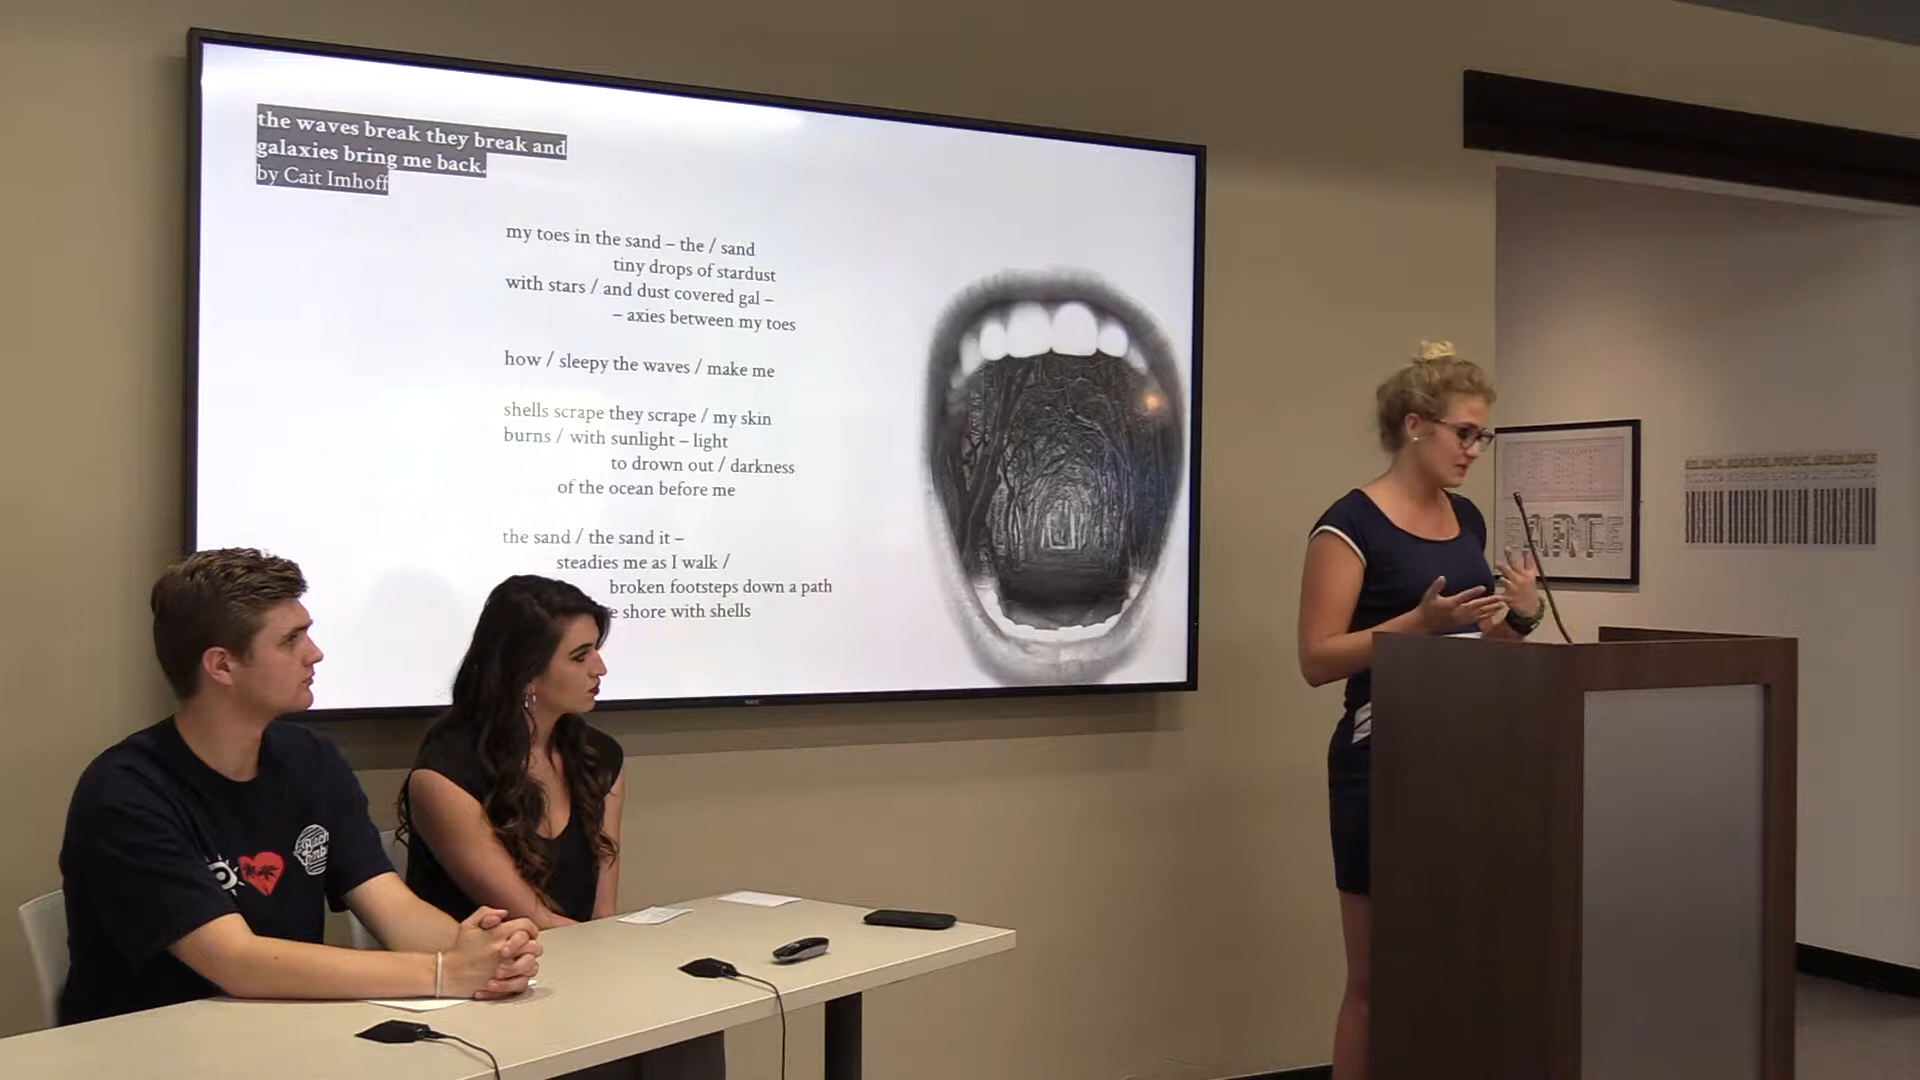 the waves break they break and
galaxies bring me back.
by Cait Imhoff
my toes in the sand – the / sand
tiny drops of stardust
with stars / and dust covered gal –
– axies between my toes
how / sleepy the waves / make me
shells scrape they scrape / my skin
burns / with sunlight – light
to drown out / darkness
of the ocean before me
the sand / the sand it –
steadies me as I walk /
broken footsteps down a path
shore with shells
NEC